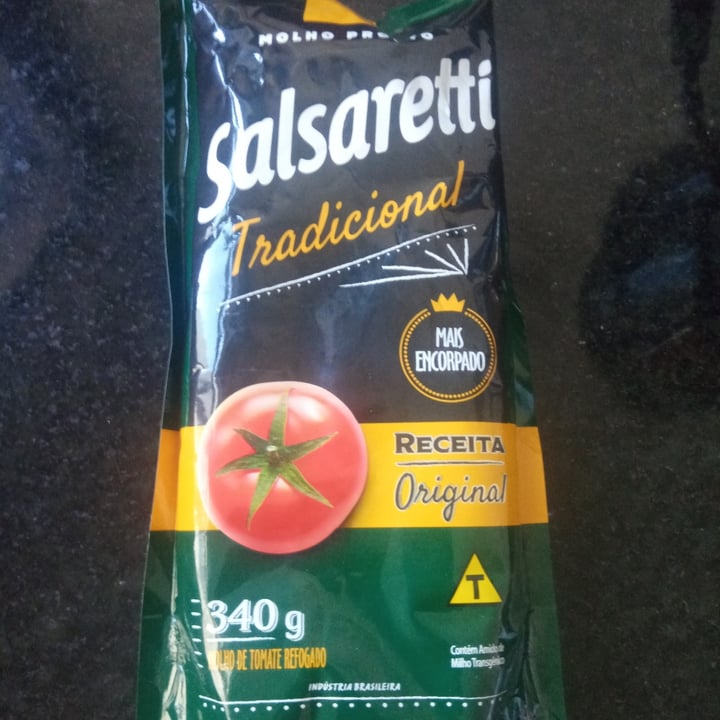 MOLHO PRONTO
Salsaretti
Tradicional
MAIS
ENCORPADO
RECEITA
Original
T
340 g
MOLHO DE TOMATE REFOGADO
Contém Amido de
Milho Transgênico
INDÚSTRIA BRASILEIRA